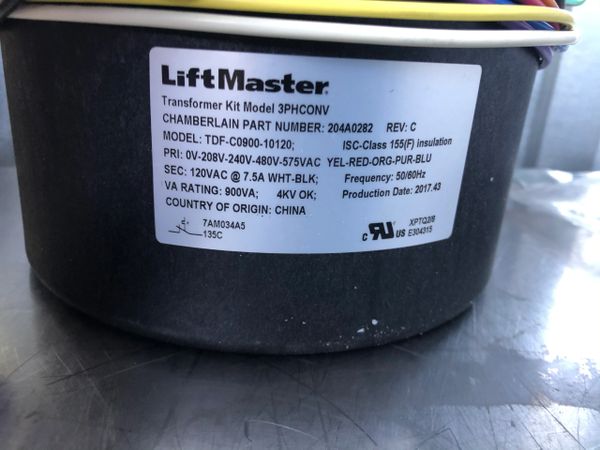 LiftMaster
Transformer Kit Model 3PHCONV
CHAMBERLAIN PART NUMBER: 204A0282 REV: C
MODEL: TDF-C0900-10120; ISC-Class 155(F) insulation
PRI: 0V-208V-240V-480V-575VAC YEL-RED-ORG-PUR-BLU
SEC: 120VAC @ 7.5A WHT-BLK; Frequency: 50/60Hz
VA RATING: 900VA; 4KV OK; Production Date: 2017.43
COUNTRY OF ORIGIN: CHINA
7AM034A5
135C
XPTQ2/8
c RU US E304315